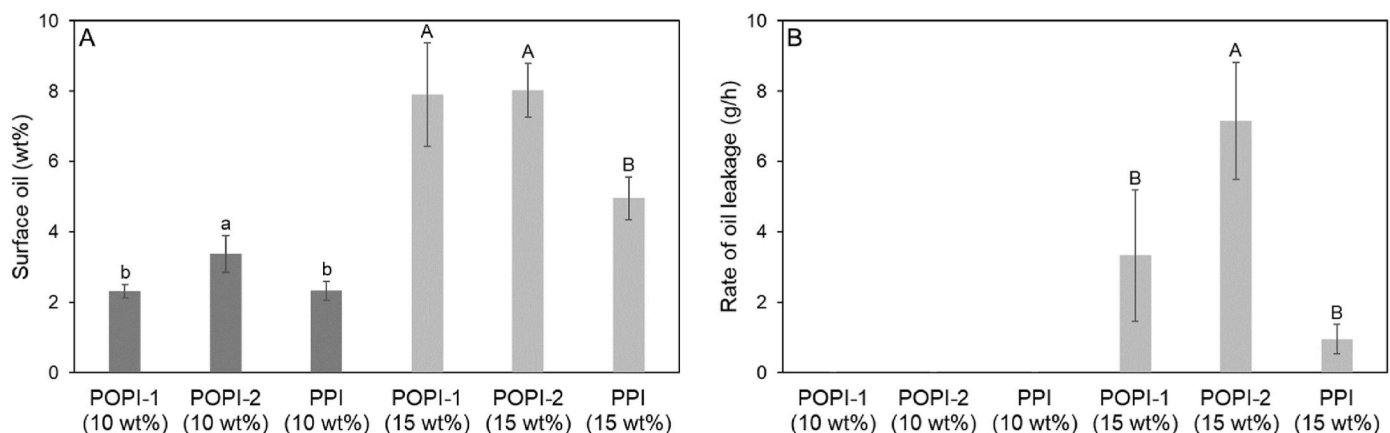 A
Surface oil (wt%)
10
8
6
4
2
0
b
a
b
A
A
B
POPI-1 POPI-2 PPI POPI-1 POPI-2 PPI
(10 wt%) (10 wt%) (10 wt%) (15 wt%) (15 wt%) (15 wt%)
B
Rate of oil leakage (g/h)
10
8
6
4
2
0
B
A
B
POPI-1 POPI-2 PPI POPI-1 POPI-2 PPI
(10 wt%) (10 wt%) (10 wt%) (15 wt%) (15 wt%) (15 wt%)